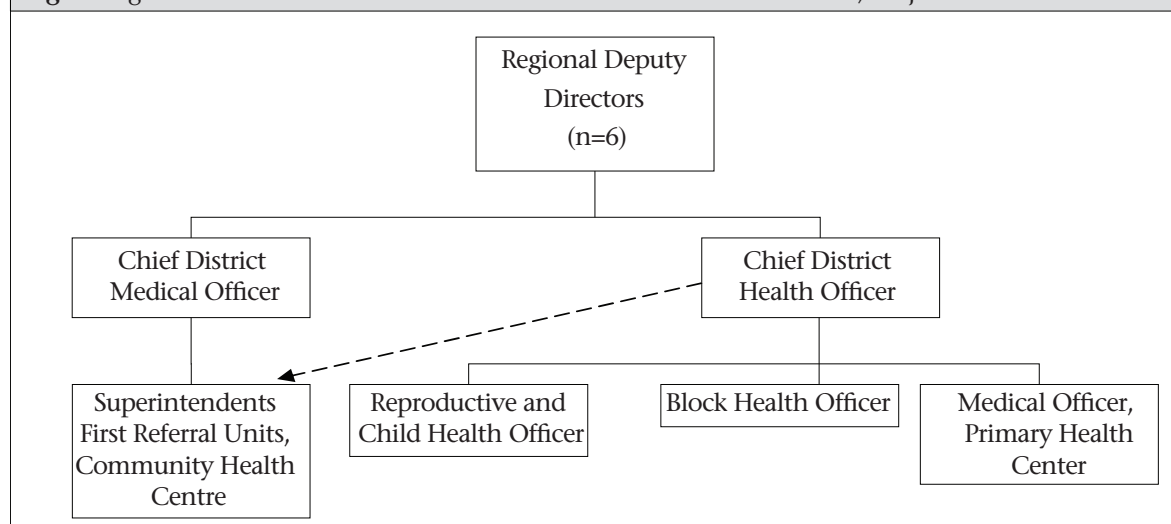 Regional Deputy
Directors
(n=6)
Chief District
Medical Officer
Chief District
Health Officer
Superintendents
First Referral Units,
Community Health
Centre
Reproductive and
Child Health Officer
Block Health Officer
Medical Officer,
Primary Health
Center